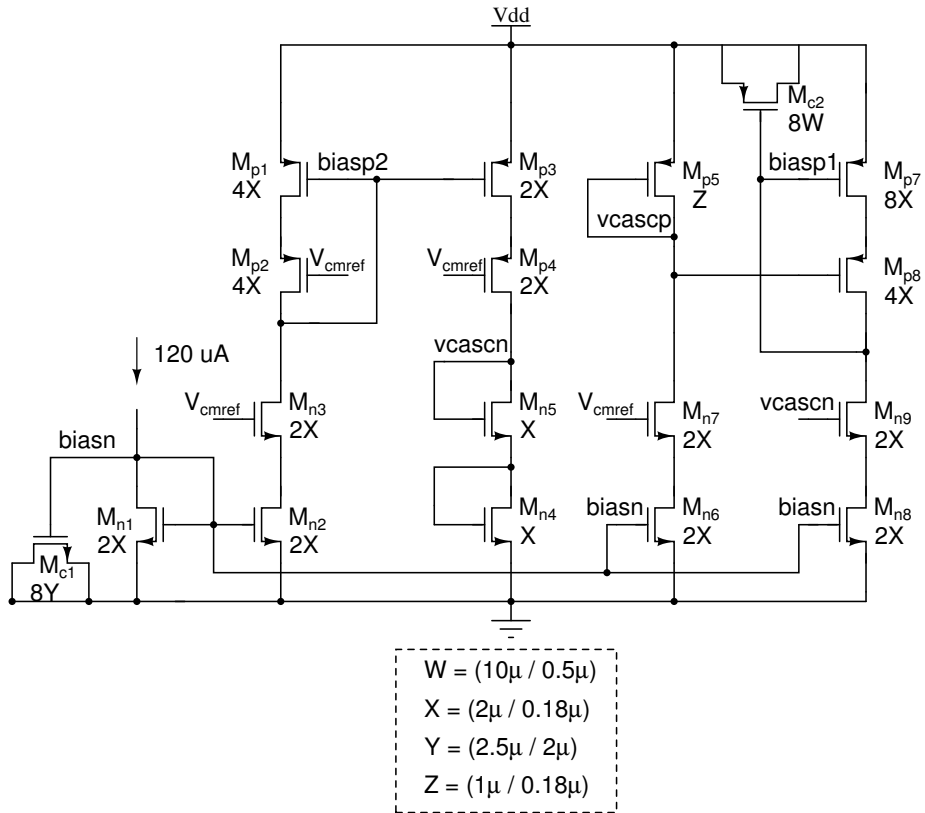 Vdd
M_c2
8W
M_p1
4X
biasp2
M_p3
2X
M_p5
Z
biasp1
M_p7
8X
vcascp
M_p2
4X
V_cmref
V_cmref
M_p4
2X
M_p8
4X
120 uA
vcascn
V_cmref
M_n3
2X
M_n5
X
V_cmref
M_n7
2X
vcascn
M_n9
2X
biasn
M_n1
2X
M_n2
2X
M_n4
X
biasn
M_n6
2X
M_n8
2X
M_c1
8Y
W = (10μ / 0.5μ)
X = (2μ / 0.18μ)
Y = (2.5μ / 2μ)
Z = (1μ / 0.18μ)